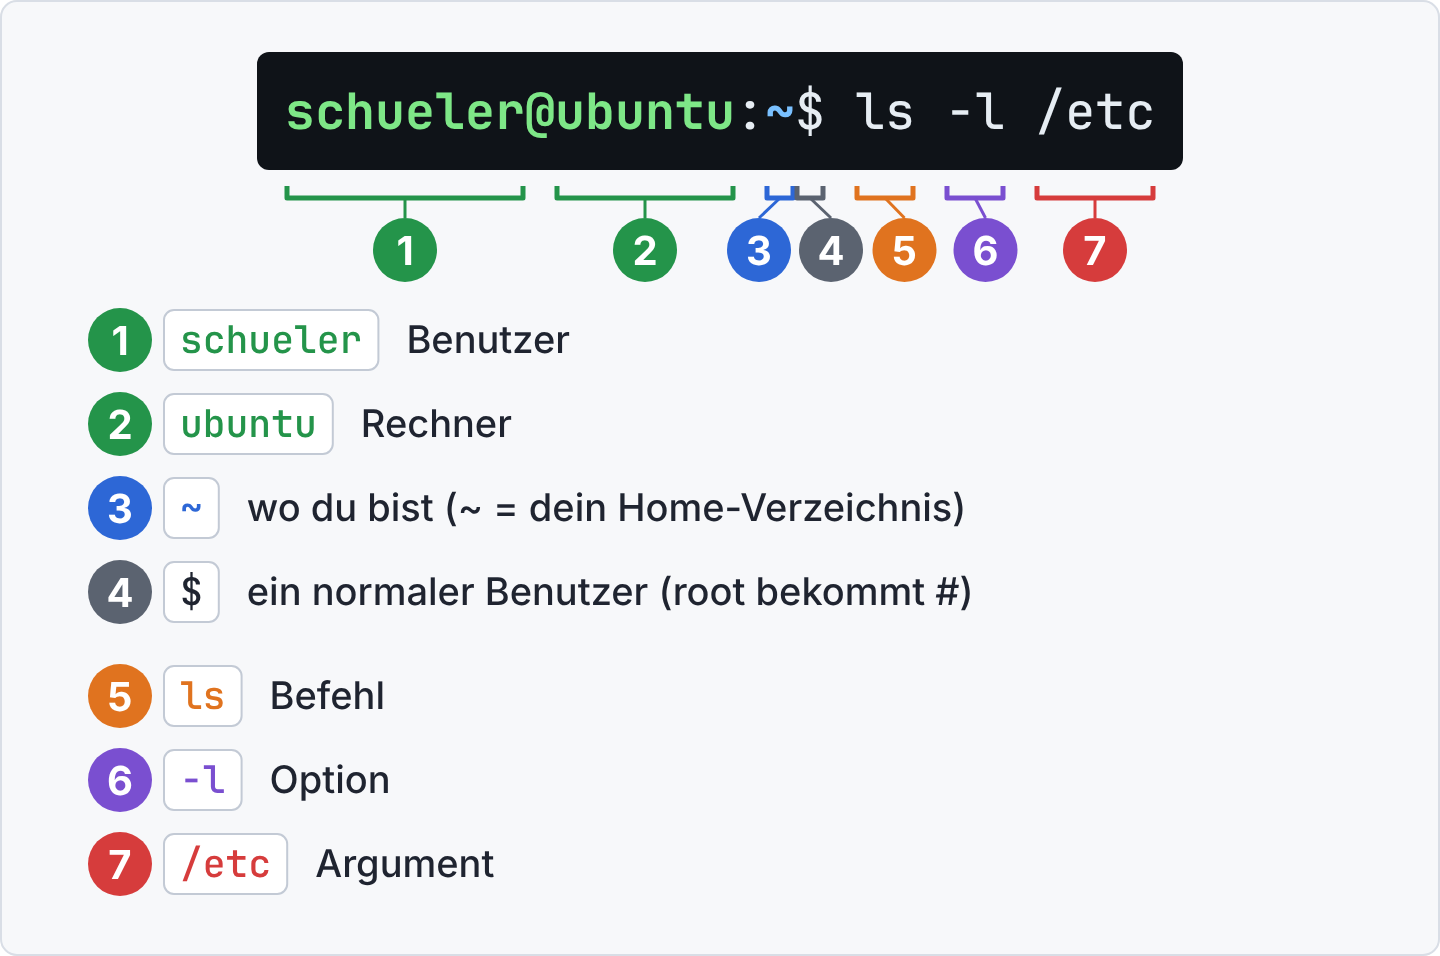 schueler@ubuntu:~$ ls -l /etc
1 2 3 4 5 6 7
1 schueler Benutzer
2 ubuntu Rechner
3 ~ wo du bist (~ = dein Home-Verzeichnis)
4 $ ein normaler Benutzer (root bekommt #)
5 ls Befehl
6 -l Option
7 /etc Argument